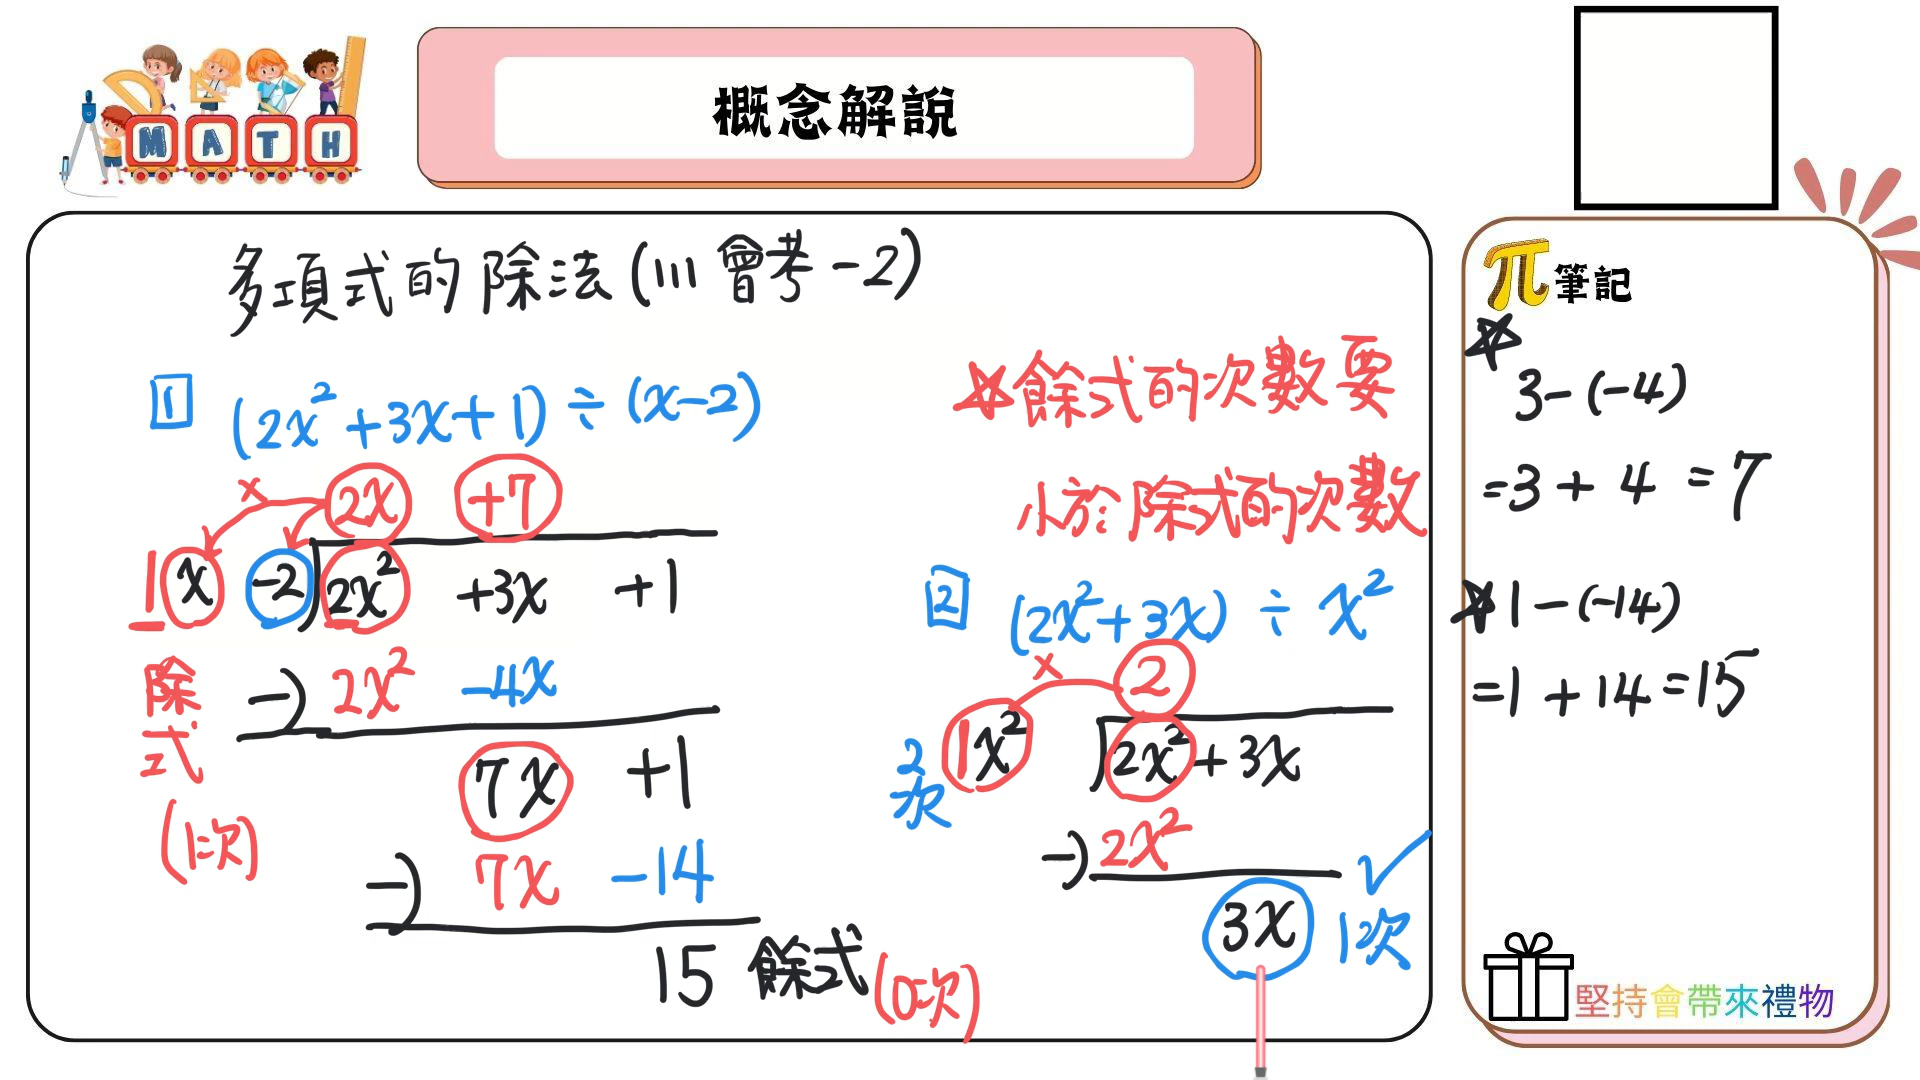 MATH
概念解說
多項式的除法(111會考-2)
1 (2x²+3x+1)÷(x-2)
× 2x +7
1 x -2 2x² +3x +1
-) 2x² -4x
7x +1
-) 7x -14
15 餘式(0次)
除式(1次)
☆餘式的次數要
小於除式的次數
2 (2x²+3x)÷x²
× 2
2次 1x² 2x²+3x
-) 2x²
3x 1次 ✓
π筆記
☆
3-(-4)
=3+4=7
☆1-(-14)
=1+14=15
堅持會帶來禮物